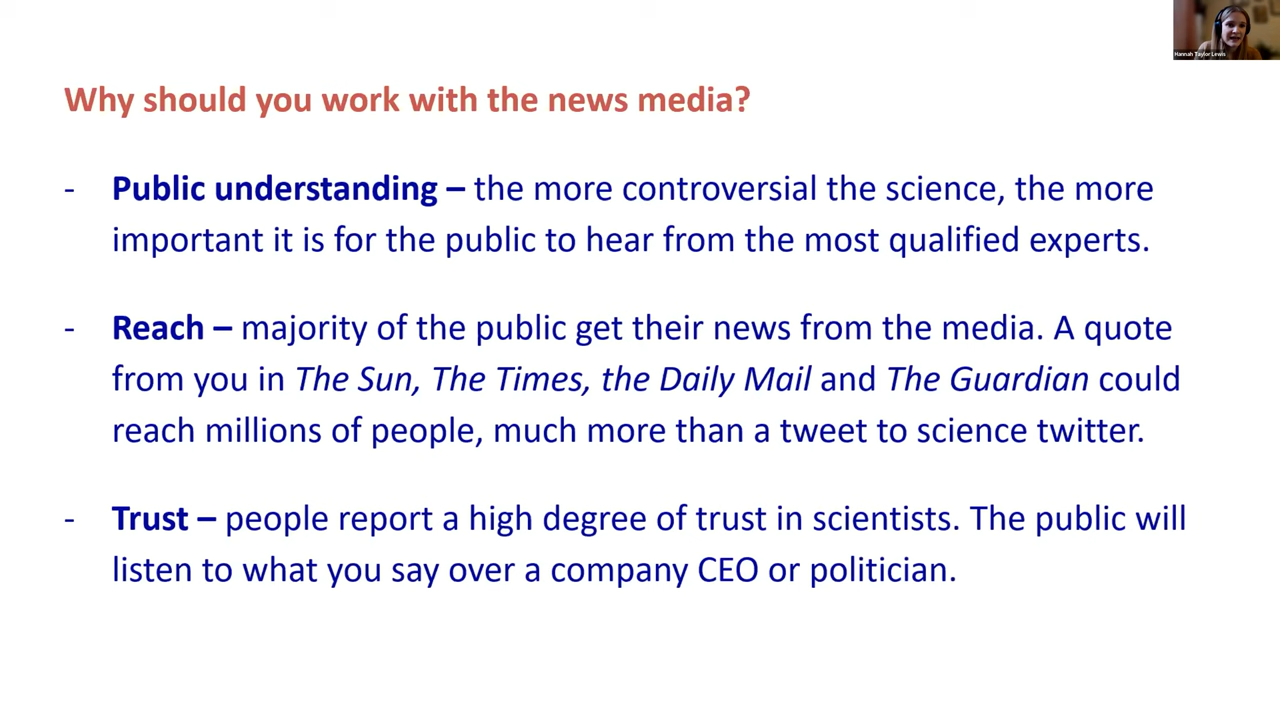 Hannah Taylor Lewis
Why should you work with the news media?
- Public understanding – the more controversial the science, the more
important it is for the public to hear from the most qualified experts.
- Reach – majority of the public get their news from the media. A quote
from you in The Sun, The Times, the Daily Mail and The Guardian could
reach millions of people, much more than a tweet to science twitter.
- Trust – people report a high degree of trust in scientists. The public will
listen to what you say over a company CEO or politician.